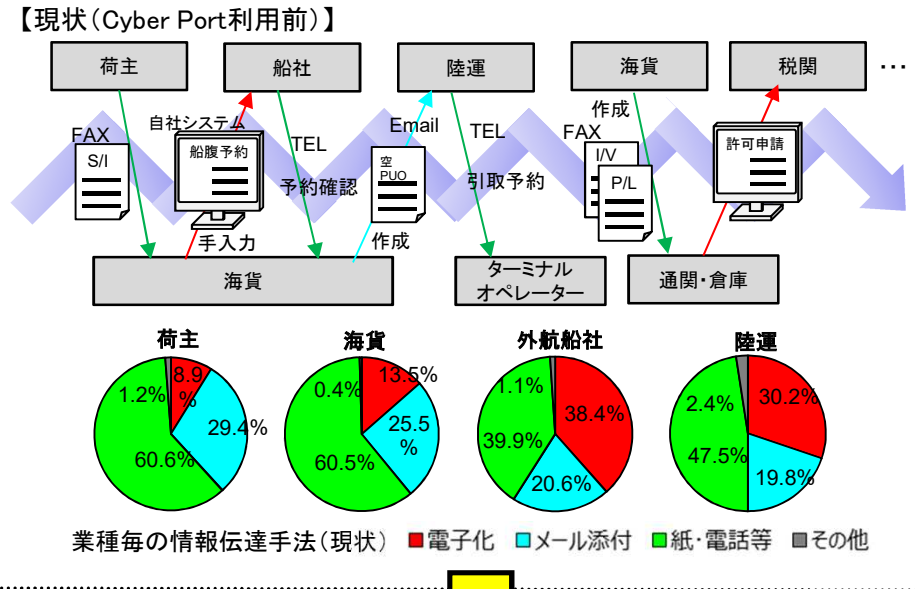 【現状(Cyber Port利用前)】
荷主
船社
陸運
海貨
税関
…
FAX
S/I
自社システム
船腹予約
手入力
TEL
予約確認
空
PUO
作成
Email
TEL
引取予約
作成
FAX
I/V
P/L
許可申請
海貨
ターミナル
オペレーター
通関・倉庫
荷主
8.9
%
29.4%
60.6%
1.2%
海貨
13.5%
25.5
%
60.5%
0.4%
外航船社
38.4%
20.6%
39.9%
1.1%
陸運
30.2%
19.8%
47.5%
2.4%
業種毎の情報伝達手法(現状) ■電子化 □メール添付 ■紙・電話等 ■その他